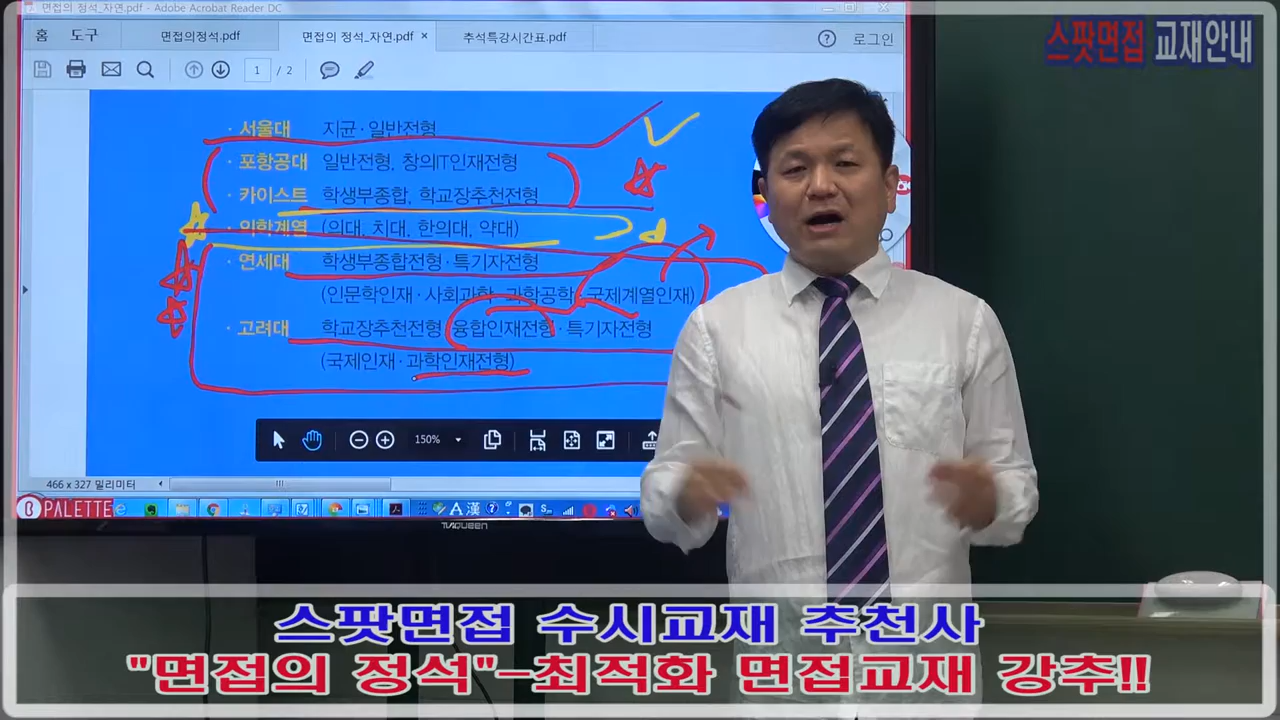 면접의 정석_자연.pdf - Adobe Acrobat Reader DC
스팟면접 교재안내
홈 도구 면접의정석.pdf 면접의 정석_자연.pdf × 추석특강시간표.pdf ? 로그인
1 / 2
· 서울대 지균·일반전형
· 포항공대 일반전형, 창의IT인재전형
· 카이스트 학생부종합, 학교장추천전형
· 의학계열 (의대, 치대, 한의대, 약대)
· 연세대 학생부종합전형·특기자전형
(인문학인재·사회과학·과학공학·국제계열인재)
· 고려대 학교장추천전형·융합인재전형·특기자전형
(국제인재·과학인재전형)
150%
466 x 327 밀리미터
PALETTE A 漢
스팟면접 수시교재 추천사
"면접의 정석"-최적화 면접교재 강추!!